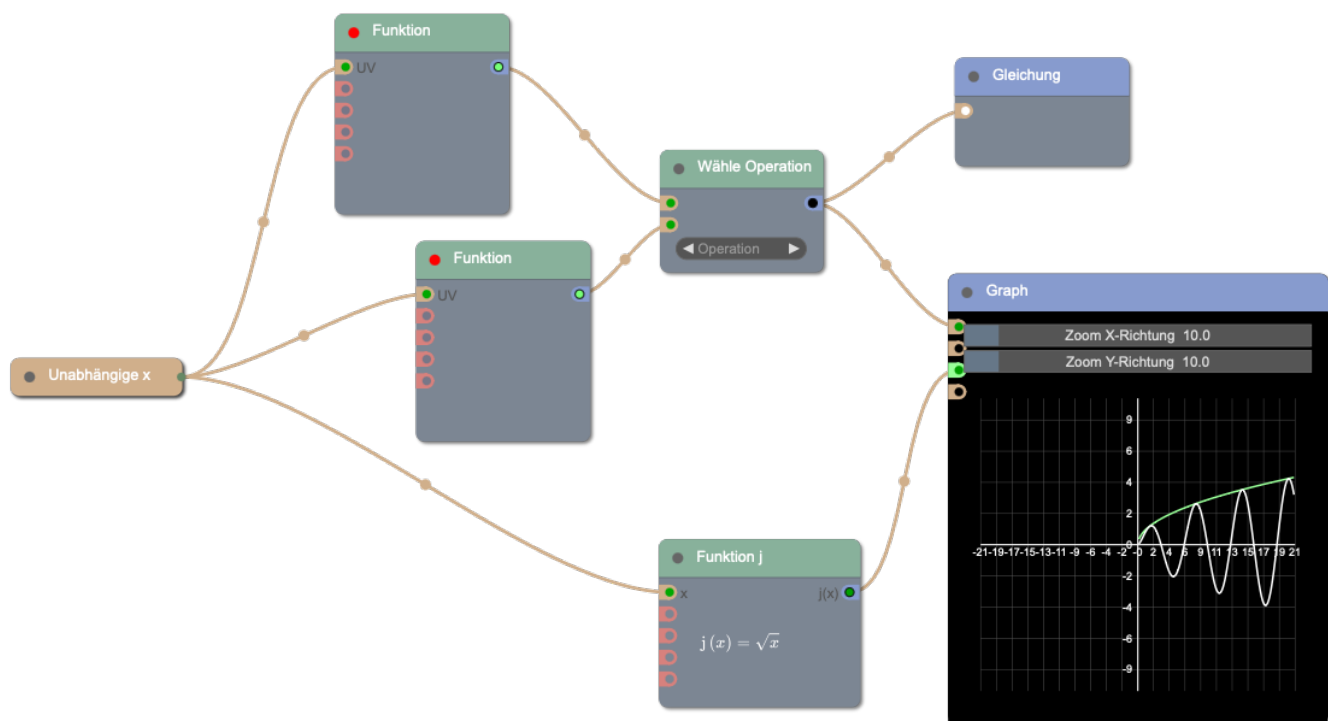 Funktion
UV
Gleichung
Wähle Operation
Operation
Funktion
UV
Graph
Zoom X-Richtung 10.0
Zoom Y-Richtung 10.0
Unabhängige x
9
6
4
2
0
-21 -19 -17 -15 -13 -11 -9 -6 -4 -2 -0 2 4 6 9 11 13 15 17 19 21
-2
-4
-6
-9
Funktion j
x j(x)
j (x) = √x